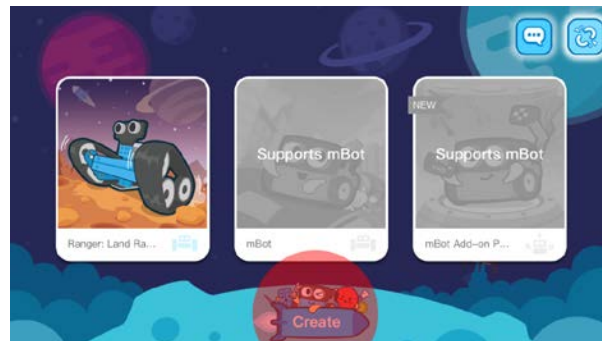 Supports mBot
NEW
Supports mBot
Ranger: Land Ra...
mBot
mBot Add-on P...
Create